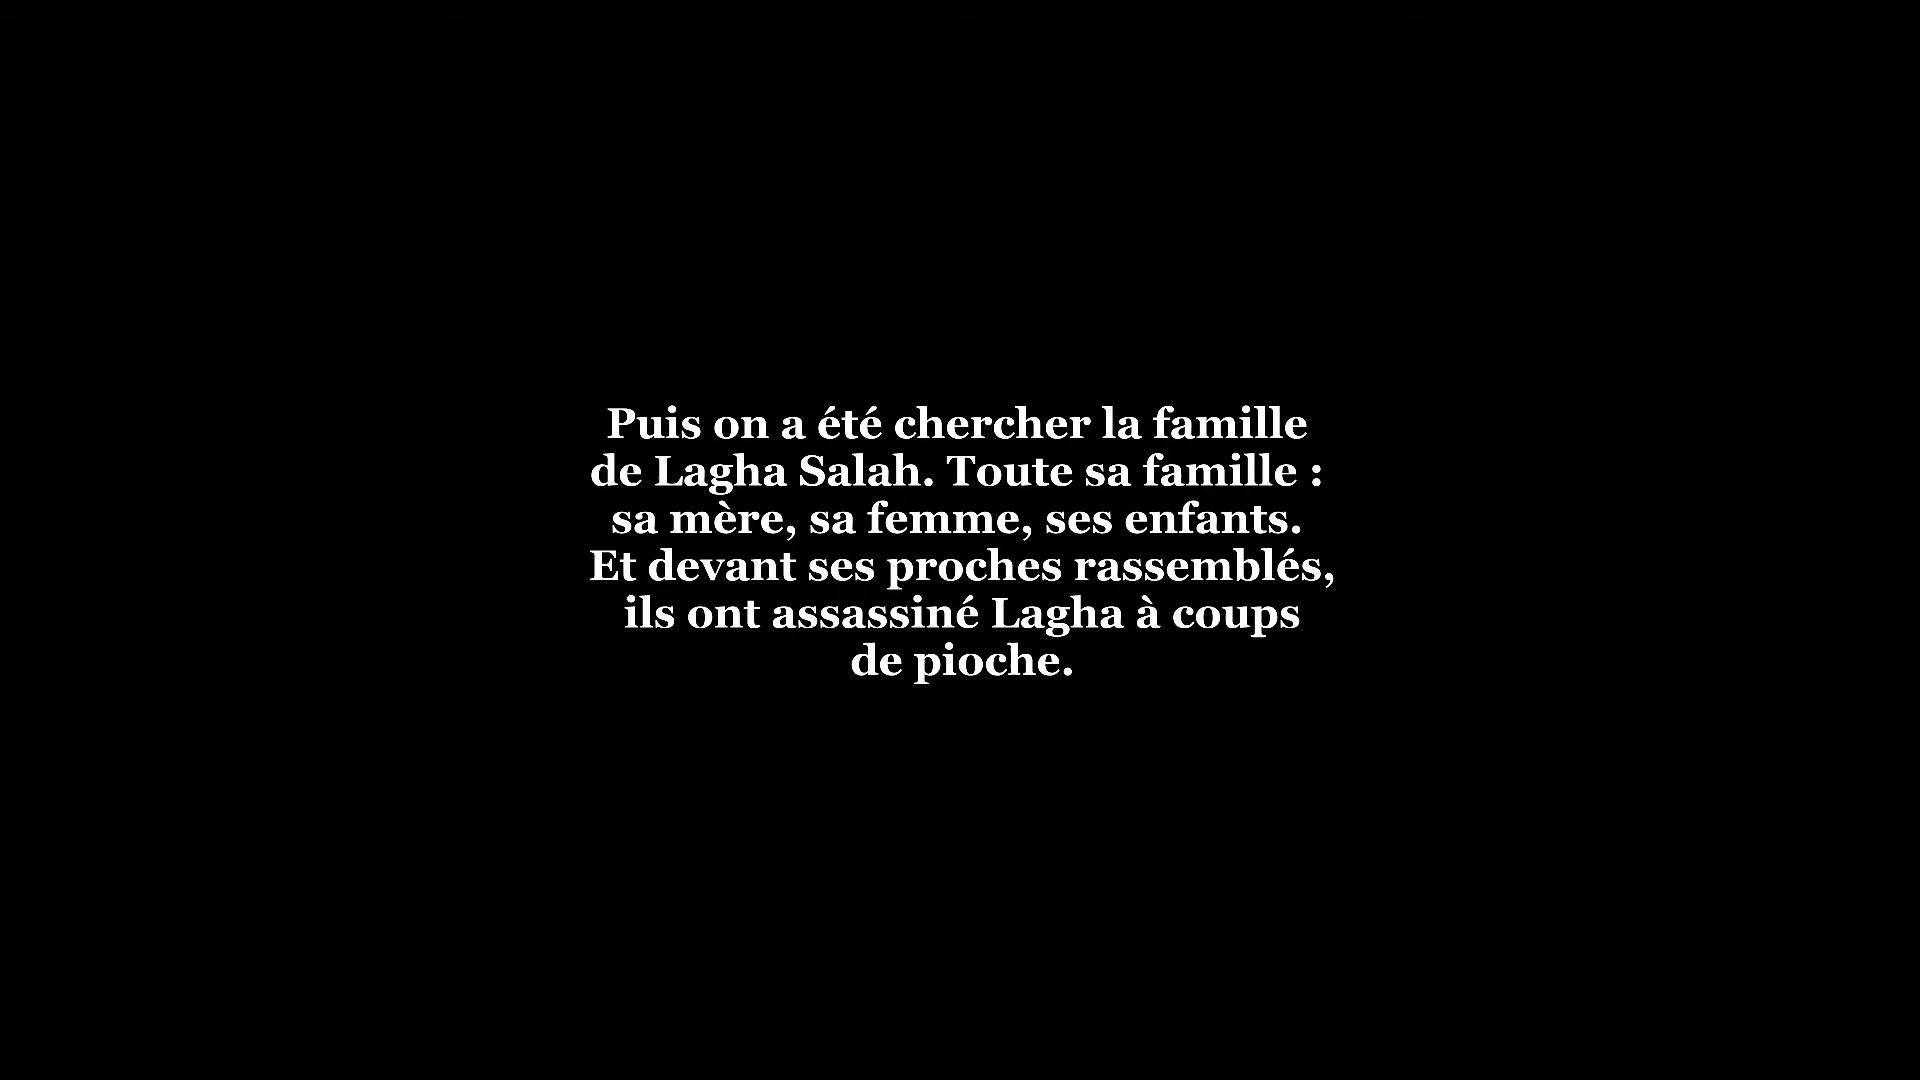 Puis on a été chercher la famille
de Lagha Salah. Toute sa famille :
sa mère, sa femme, ses enfants.
Et devant ses proches rassemblés,
ils ont assassiné Lagha à coups
de pioche.